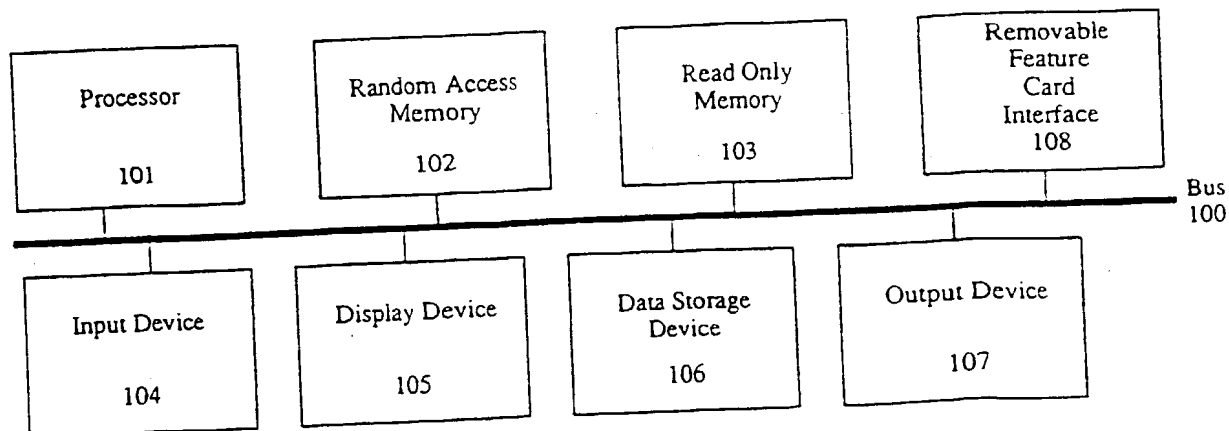 Processor
101
Random Access
Memory
102
Read Only
Memory
103
Removable
Feature
Card
Interface
108
Bus
100
Input Device
104
Display Device
105
Data Storage
Device
106
Output Device
107